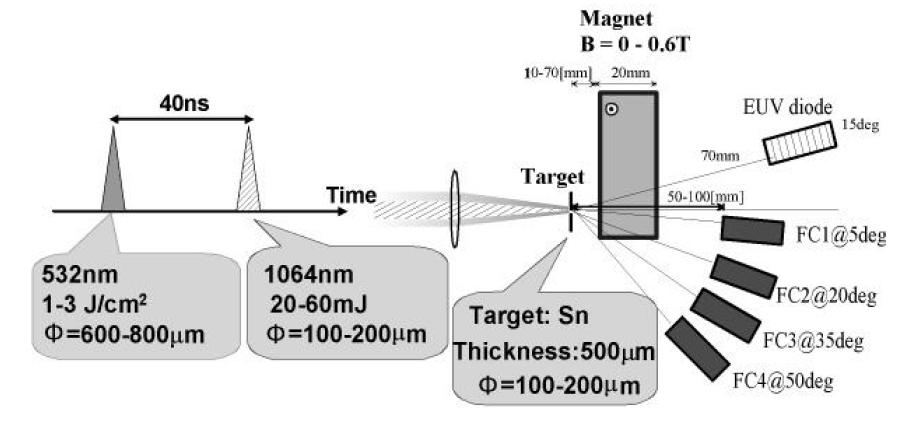 Magnet
B = 0 - 0.6T
10-70[mm] 20mm
40ns
EUV diode
15deg
70mm
Target
50-100[mm]
Time
FC1@5deg
532nm
1-3 J/cm²
Φ=600-800μm
1064nm
20-60mJ
Φ=100-200μm
Target: Sn
Thickness:500μm
Φ=100-200μm
FC2@20deg
FC3@35deg
FC4@50deg